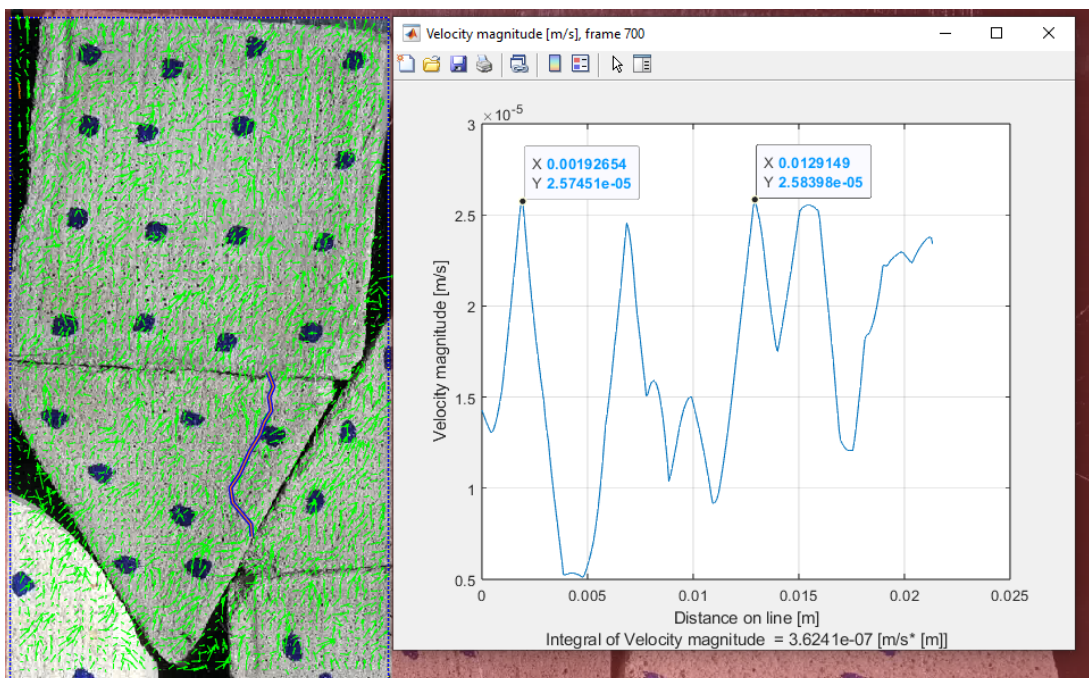 Velocity magnitude [m/s], frame 700
×10⁻⁵
3
2.5
2
1.5
1
0.5
Velocity magnitude [m/s]
X 0.00192654
Y 2.57451e-05
X 0.0129149
Y 2.58398e-05
0 0.005 0.01 0.015 0.02 0.025
Distance on line [m]
Integral of Velocity magnitude = 3.6241e-07 [m/s* [m]]